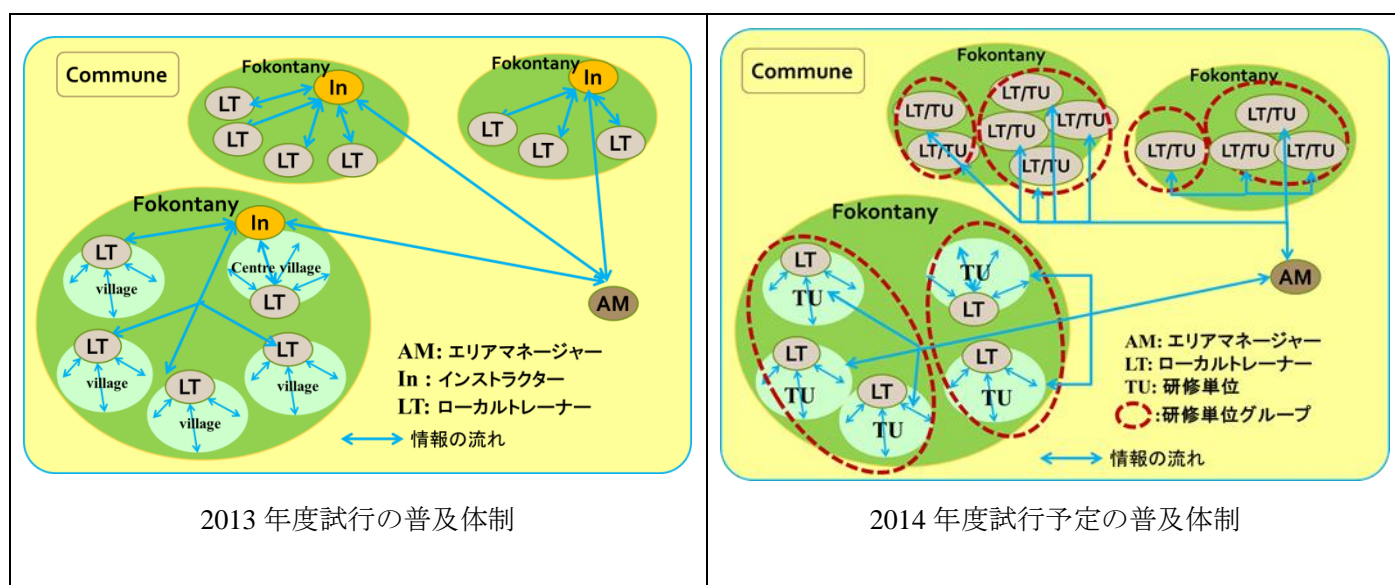 Commune
Fokontany
In
LT
LT
LT
LT
Fokontany
In
LT
LT
LT
Fokontany
In
LT
village
Centre village
LT
LT
village
LT
village
LT
village
AM
AM: エリアマネージャー
In : インストラクター
LT: ローカルトレーナー
情報の流れ
2013 年度試行の普及体制
Commune
Fokontany
LT/TU
LT/TU
LT/TU
LT/TU
LT/TU
LT/TU
Fokontany
LT/TU
LT/TU
LT/TU
LT/TU
Fokontany
LT
TU
TU
LT
LT
TU
LT
TU
LT
TU
AM
AM: エリアマネージャー
LT: ローカルトレーナー
TU: 研修単位
:研修単位グループ
情報の流れ
2014 年度試行予定の普及体制